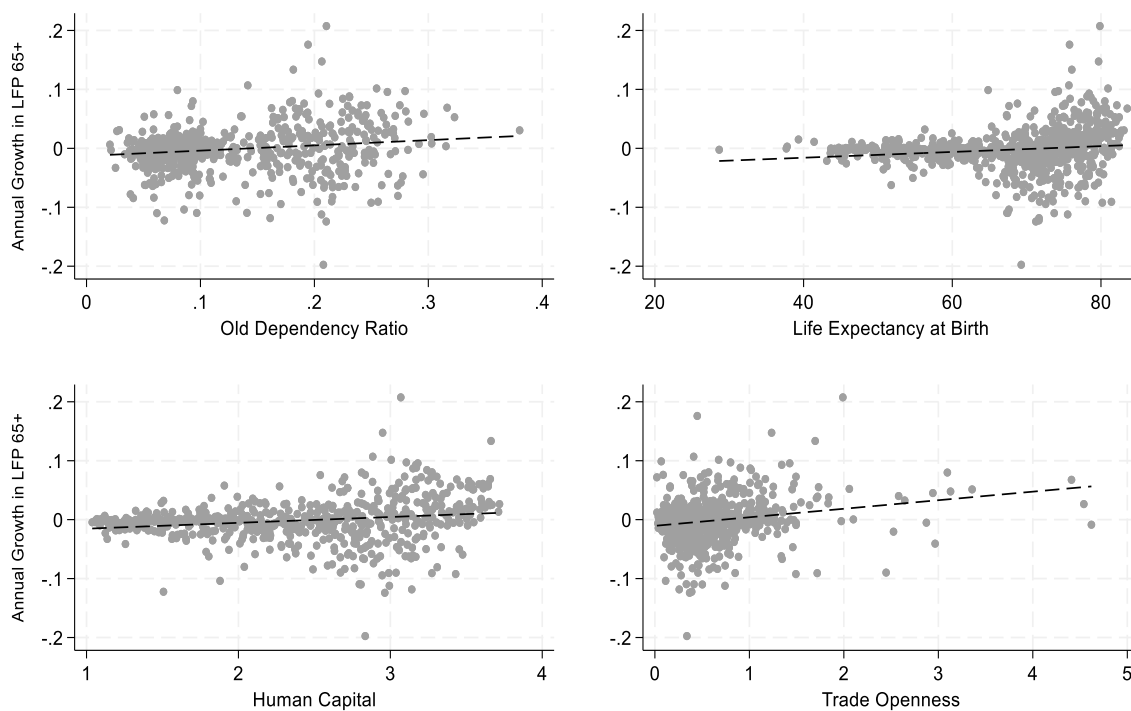 Annual Growth in LFP 65+
.2
.1
0
-.1
-.2
0 .1 .2 .3 .4
Old Dependency Ratio
.2
.1
0
-.1
-.2
20 40 60 80
Life Expectancy at Birth
Annual Growth in LFP 65+
.2
.1
0
-.1
-.2
1 2 3 4
Human Capital
.2
.1
0
-.1
-.2
0 1 2 3 4 5
Trade Openness